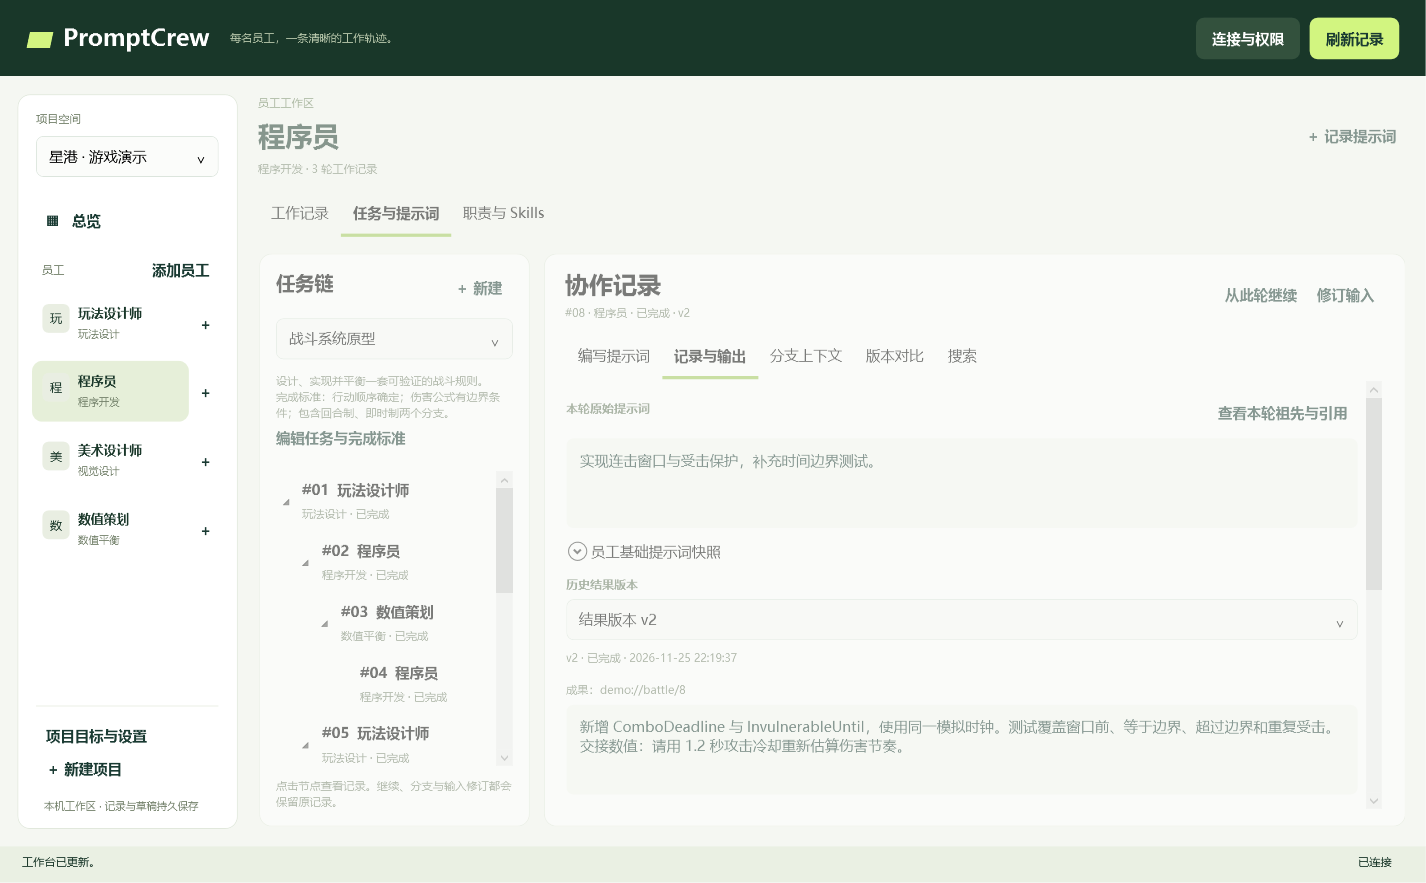 PromptCrew
每名员工，一条清晰的工作轨迹。
连接与权限
刷新记录
项目空间
星港 · 游戏演示
总览
员工
添加员工
玩
玩法设计师
玩法设计
+
程
程序员
程序开发
+
美
美术设计师
视觉设计
+
数
数值策划
数值平衡
+
项目目标与设置
+ 新建项目
本机工作区 · 记录与草稿持久保存
员工工作区
程序员
程序开发 · 3 轮工作记录
+ 记录提示词
工作记录
任务与提示词
职责与 Skills
任务链
+ 新建
战斗系统原型
设计、实现并平衡一套可验证的战斗规则。
完成标准：行动顺序确定；伤害公式有边界条
件；包含回合制、即时制两个分支。
编辑任务与完成标准
#01 玩法设计师
玩法设计 · 已完成
#02 程序员
程序开发 · 已完成
#03 数值策划
数值平衡 · 已完成
#04 程序员
程序开发 · 已完成
#05 玩法设计师
玩法设计 · 已完成
点击节点查看记录。继续、分支与输入修订都会
保留原记录。
协作记录
#08 · 程序员 · 已完成 · v2
从此轮继续
修订输入
编写提示词
记录与输出
分支上下文
版本对比
搜索
本轮原始提示词
查看本轮祖先与引用
实现连击窗口与受击保护，补充时间边界测试。
员工基础提示词快照
历史结果版本
结果版本 v2
v2 · 已完成 · 2026-11-25 22:19:37
成果：demo://battle/8
新增 ComboDeadline 与 InvulnerableUntil，使用同一模拟时钟。测试覆盖窗口前、等于边界、超过边界和重复受击。
交接数值：请用 1.2 秒攻击冷却重新估算伤害节奏。
工作台已更新。
已连接